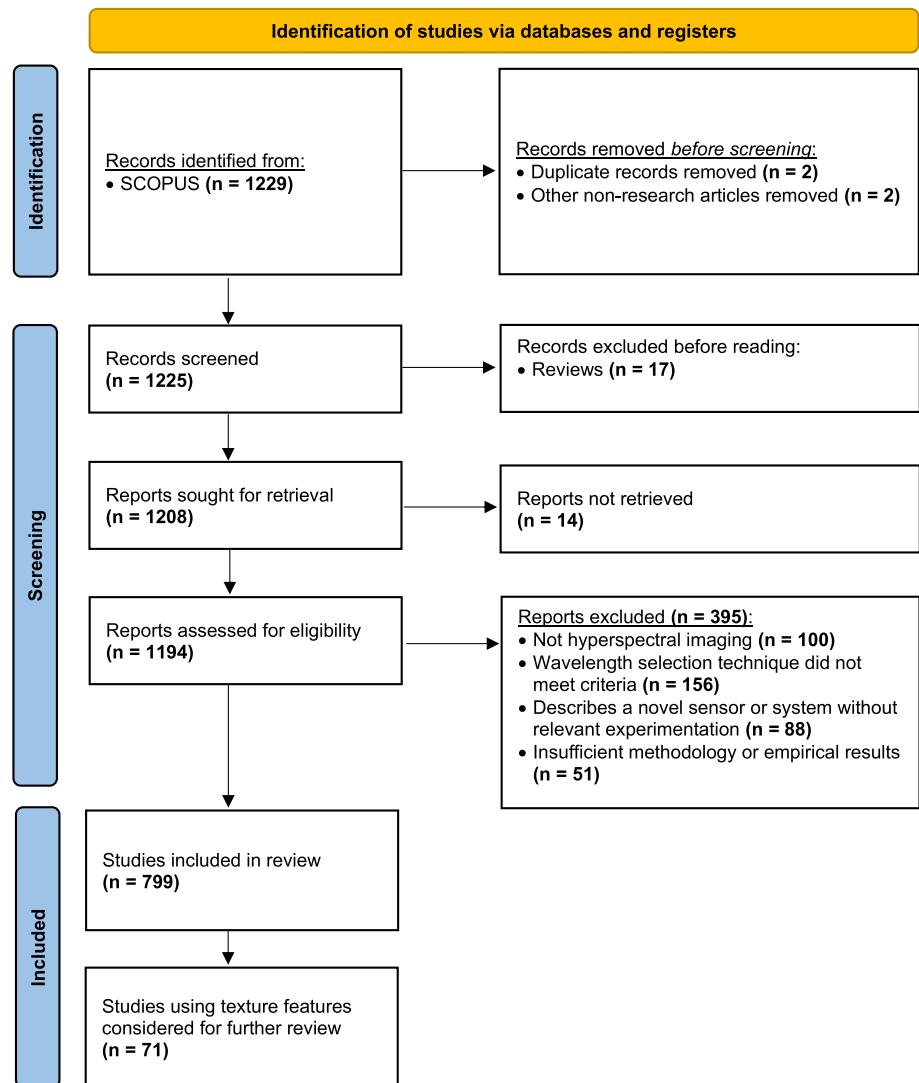 Identification of studies via databases and registers
Identification
Records identified from:
• SCOPUS (n = 1229)
Records removed before screening:
• Duplicate records removed (n = 2)
• Other non-research articles removed (n = 2)
Screening
Records screened
(n = 1225)
Records excluded before reading:
• Reviews (n = 17)
Reports sought for retrieval
(n = 1208)
Reports not retrieved
(n = 14)
Reports assessed for eligibility
(n = 1194)
Reports excluded (n = 395):
• Not hyperspectral imaging (n = 100)
• Wavelength selection technique did not
meet criteria (n = 156)
• Describes a novel sensor or system without
relevant experimentation (n = 88)
• Insufficient methodology or empirical results
(n = 51)
Included
Studies included in review
(n = 799)
Studies using texture features
considered for further review
(n = 71)